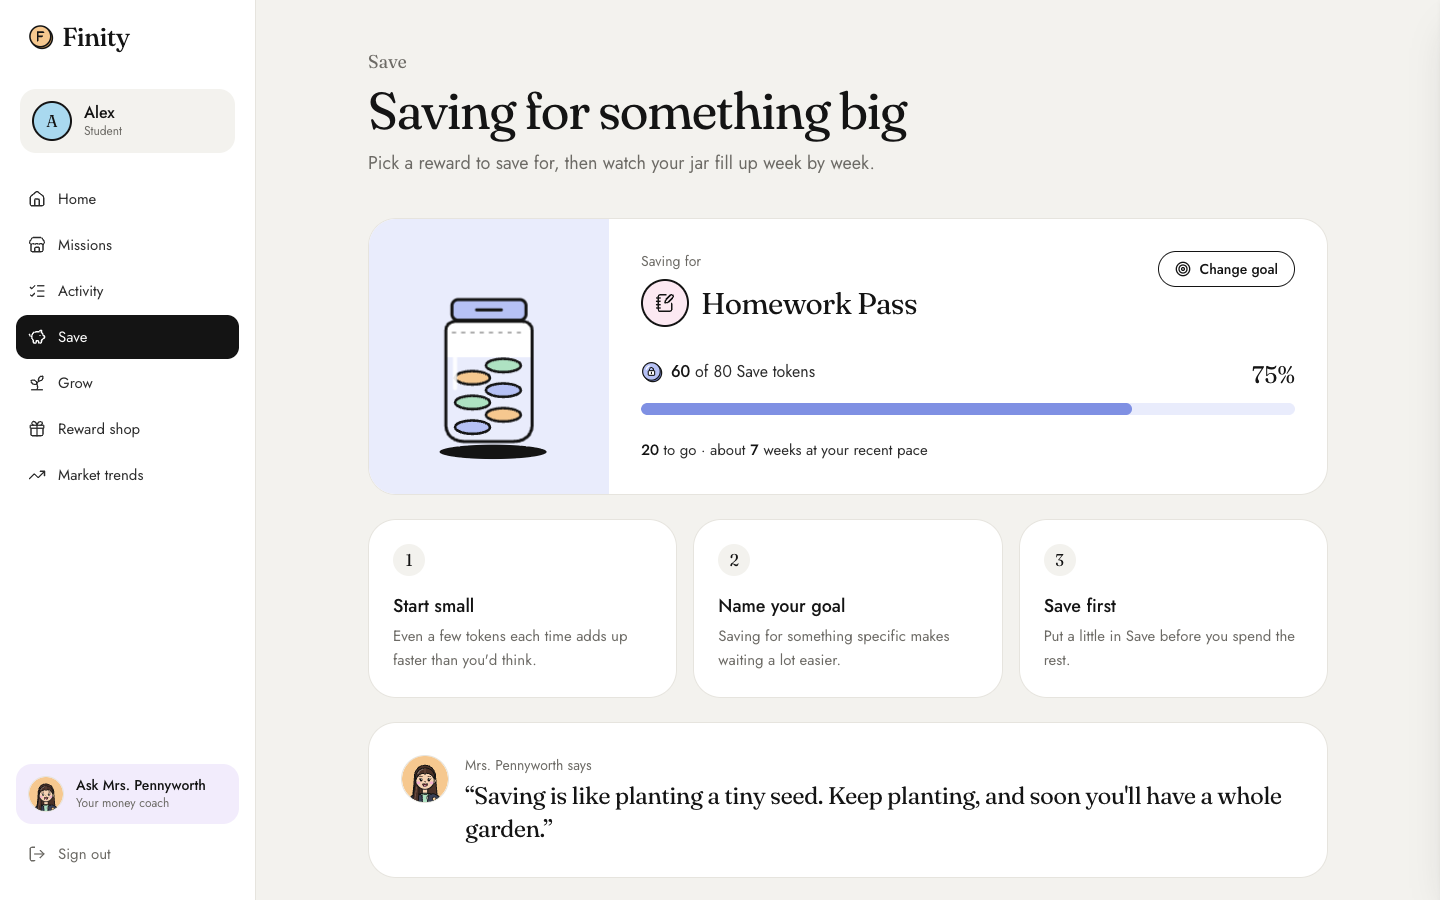 F Finity
A
Alex
Student
Home
Missions
Activity
Save
Grow
Reward shop
Market trends
Ask Mrs. Pennyworth
Your money coach
Sign out
Save
Saving for something big
Pick a reward to save for, then watch your jar fill up week by week.
Saving for
Change goal
Homework Pass
60 of 80 Save tokens
75%
20 to go · about 7 weeks at your recent pace
1
Start small
Even a few tokens each time adds up
faster than you'd think.
2
Name your goal
Saving for something specific makes
waiting a lot easier.
3
Save first
Put a little in Save before you spend the
rest.
Mrs. Pennyworth says
“Saving is like planting a tiny seed. Keep planting, and soon you'll have a whole
garden.”